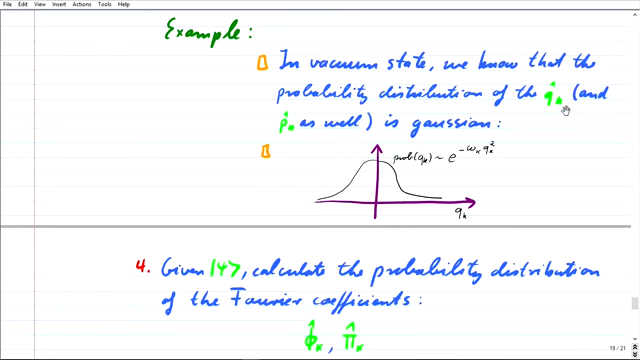 File Edit View Insert Actions Tools Help
Example:
In vacuum state, we know that the
probability distribution of the q̂ₖ (and
p̂ₖ as well) is gaussian:
prob(qₖ) ~ e^{-ωₖ qₖ²}
qₖ
4. Given |ψ>, calculate the probability distribution
of the Fourier coefficients:
ϕ̂ₖ, π̂ₖ
19 / 21